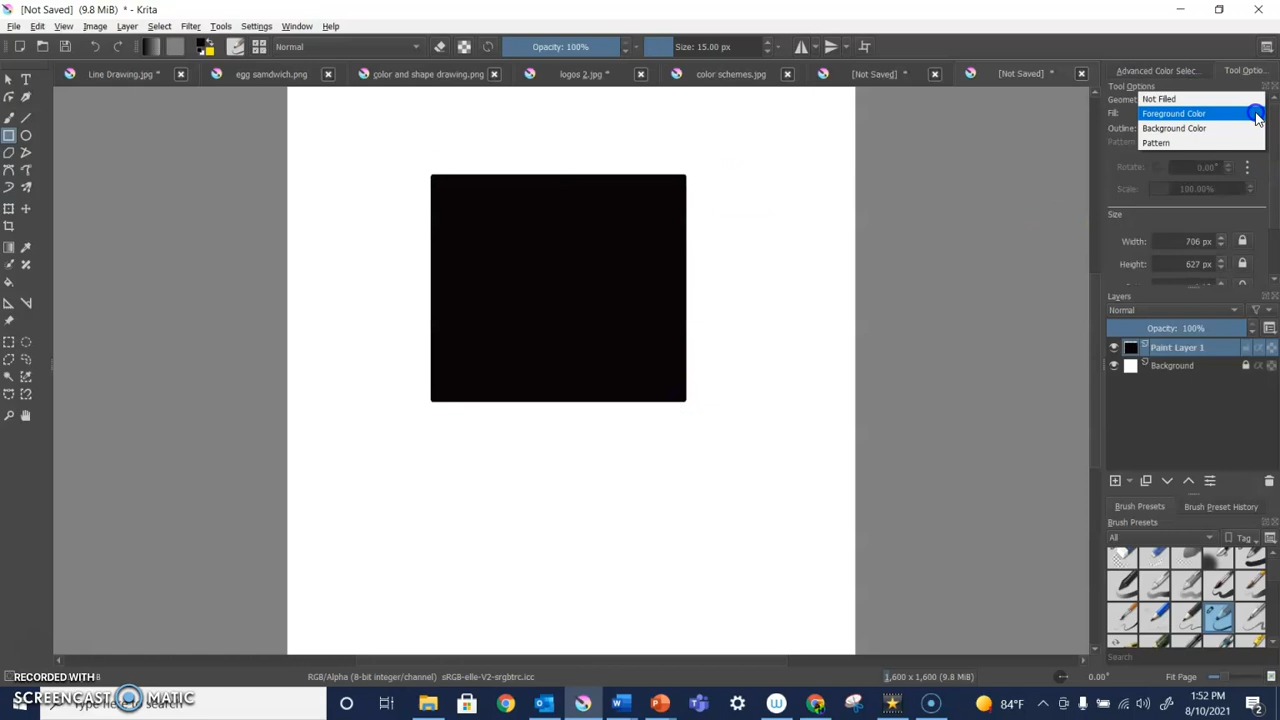 [Not Saved] (9.8 MiB) * - Krita
File Edit View Image Layer Select Filter Tools Settings Window Help
Normal Opacity: 100% Size: 15.00 px
Line Drawing.jpg * egg samdwich.png color and shape drawing.png logos 2.jpg * color schemes.jpg [Not Saved] * [Not Saved] *
Advanced Color Selec... Tool Optio...
Tool Options
Geomet Not Filled
Fill: Foreground Color
Outline: Background Color
Pattern Pattern
Rotate: 0.00°
Scale: 100.00%
Size
Width: 706 px
Height: 627 px
Layers
Normal
Opacity: 100%
Paint Layer 1
Background
Brush Presets Brush Preset History
Brush Presets
All Tag
Search
RGB/Alpha (8-bit integer/channel) sRGB-elle-V2-srgbtrc.icc 1,600 x 1,600 (9.8 MiB) 0.00° Fit Page
RECORDED WITH
SCREENCAST MATIC
84°F
1:52 PM
8/10/2021